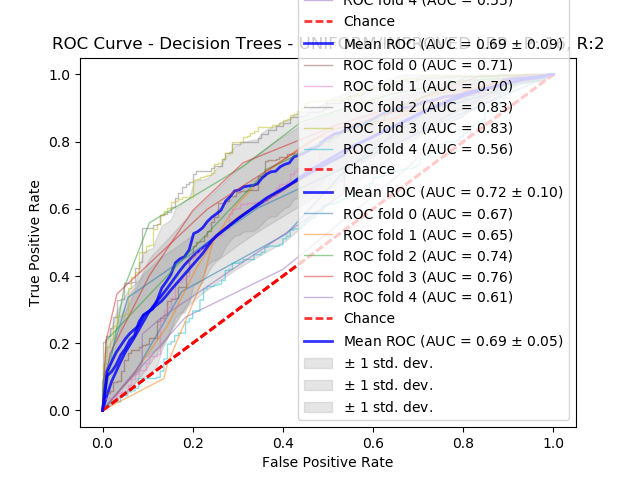 ROC fold 4 (AUC = 0.55)
Chance
ROC Curve - Decision Trees - R:2
Mean ROC (AUC = 0.69 ± 0.09)
ROC fold 0 (AUC = 0.71)
ROC fold 1 (AUC = 0.70)
ROC fold 2 (AUC = 0.83)
ROC fold 3 (AUC = 0.83)
ROC fold 4 (AUC = 0.56)
Chance
Mean ROC (AUC = 0.72 ± 0.10)
ROC fold 0 (AUC = 0.67)
ROC fold 1 (AUC = 0.65)
ROC fold 2 (AUC = 0.74)
ROC fold 3 (AUC = 0.76)
ROC fold 4 (AUC = 0.61)
Chance
Mean ROC (AUC = 0.69 ± 0.05)
± 1 std. dev.
± 1 std. dev.
± 1 std. dev.
True Positive Rate
1.0
0.8
0.6
0.4
0.2
0.0
0.0 0.2 0.4 0.6 0.8 1.0
False Positive Rate